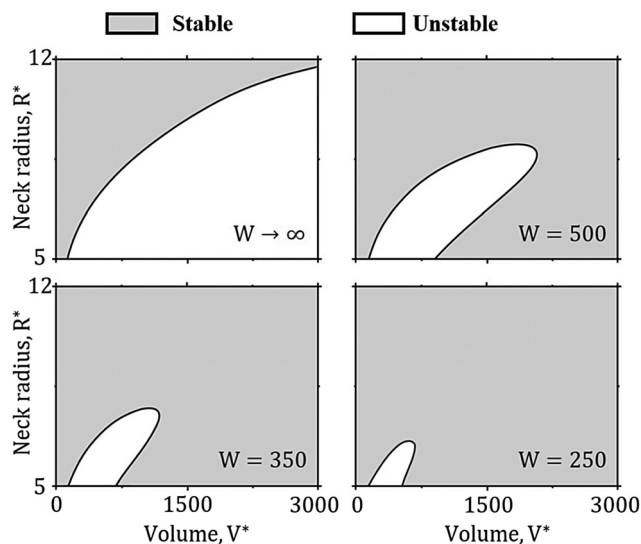 Stable Unstable
12
Neck radius, R*
5
W → ∞
W = 500
12
Neck radius, R*
5
W = 350
W = 250
0 1500 3000 0 1500 3000
Volume, V* Volume, V*